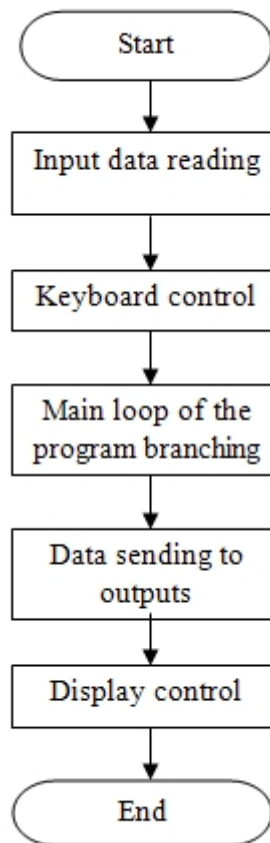 Start
Input data reading
Keyboard control
Main loop of the
program branching
Data sending to
outputs
Display control
End